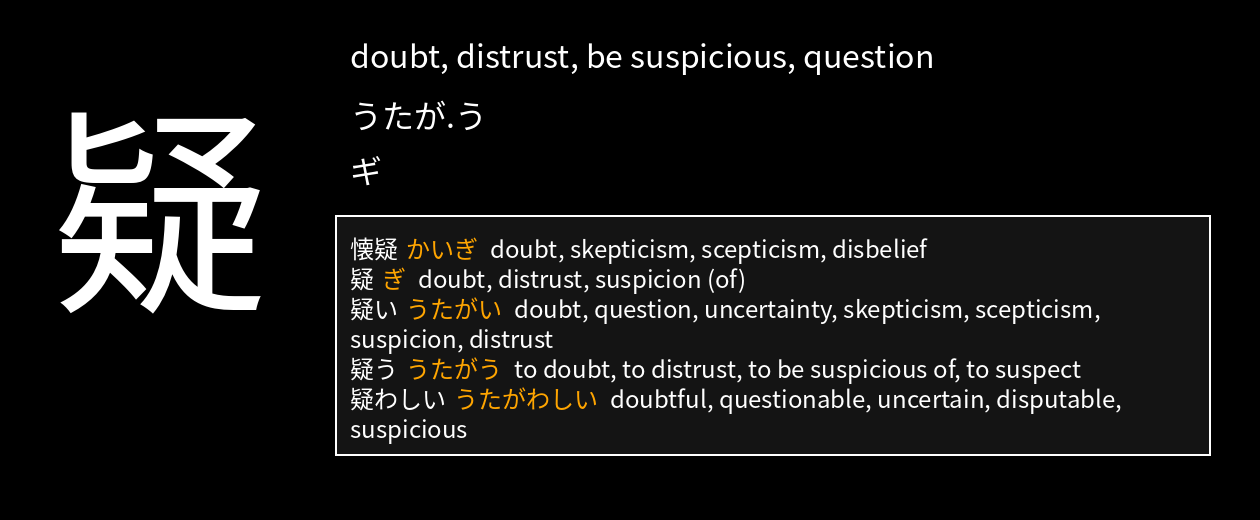 疑
doubt, distrust, be suspicious, question
うたが.う
ギ
懐疑 かいぎ doubt, skepticism, scepticism, disbelief
疑 ぎ doubt, distrust, suspicion (of)
疑い うたがい doubt, question, uncertainty, skepticism, scepticism,
suspicion, distrust
疑う うたがう to doubt, to distrust, to be suspicious of, to suspect
疑わしい うたがわしい doubtful, questionable, uncertain, disputable,
suspicious